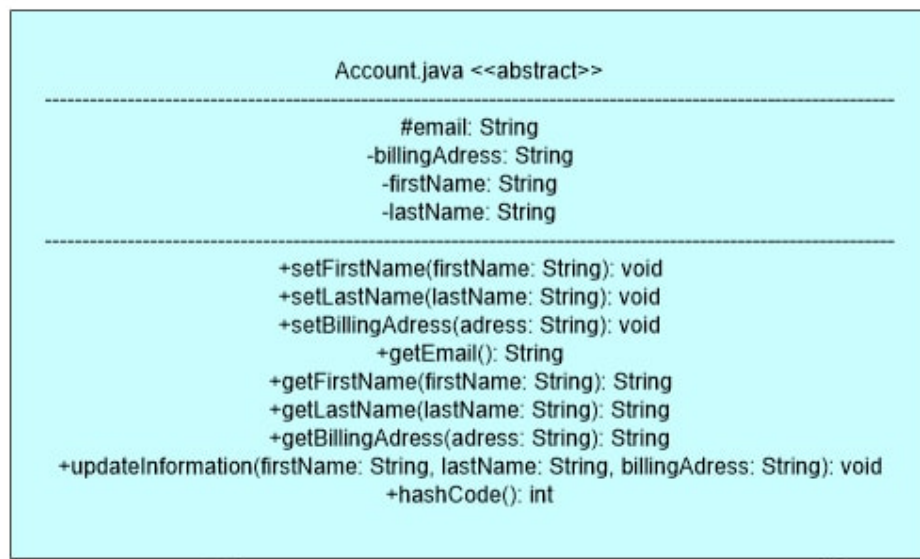 Account.java <<abstract>>
#email: String
-billingAdress: String
-firstName: String
-lastName: String
+setFirstName(firstName: String): void
+setLastName(lastName: String): void
+setBillingAdress(adress: String): void
+getEmail(): String
+getFirstName(firstName: String): String
+getLastName(lastName: String): String
+getBillingAdress(adress: String): String
+updateInformation(firstName: String, lastName: String, billingAdress: String): void
+hashCode(): int